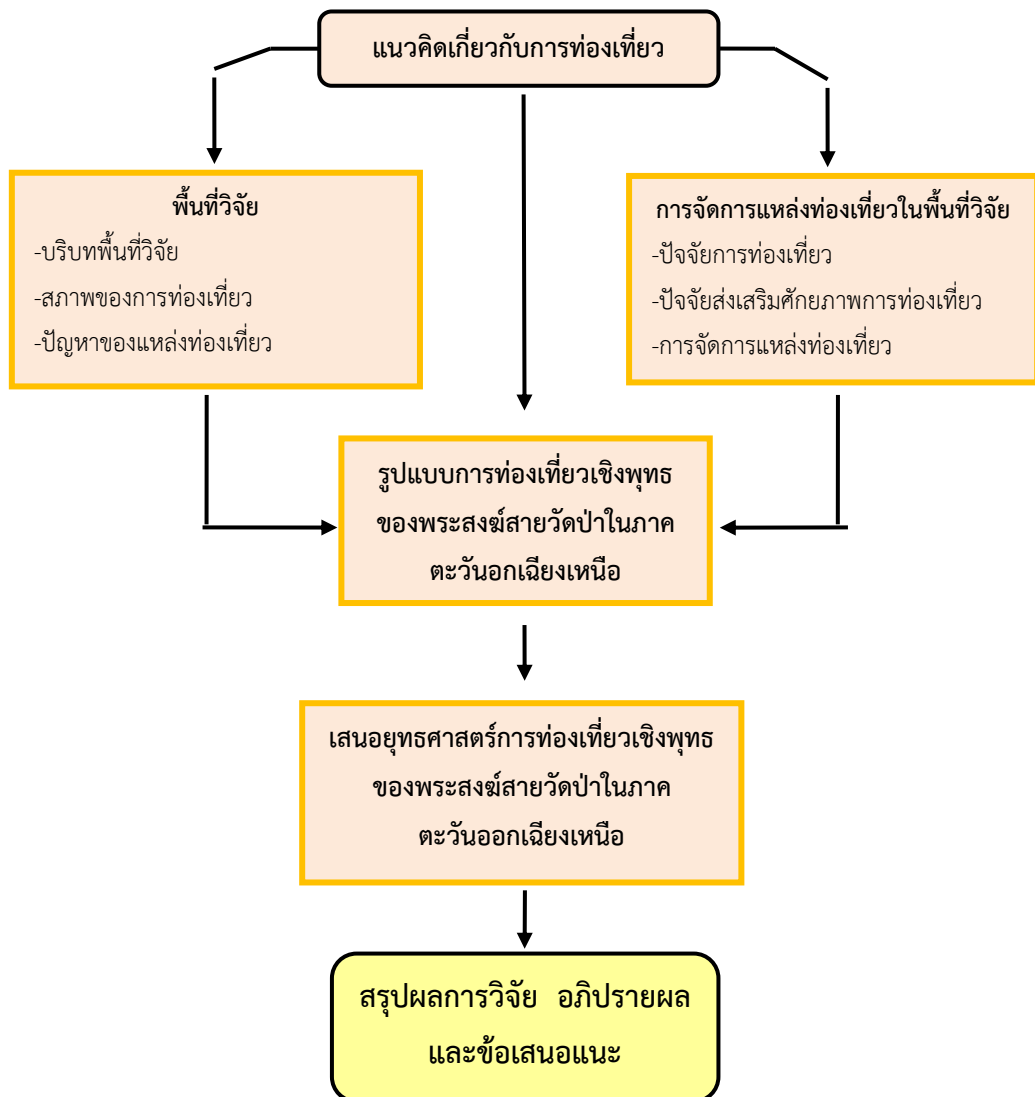 แนวคิดเกี่ยวกับการท่องเที่ยว
พื้นที่วิจัย
-บริบทพื้นที่วิจัย
-สภาพของการท่องเที่ยว
-ปัญหาของแหล่งท่องเที่ยว
การจัดการแหล่งท่องเที่ยวในพื้นที่วิจัย
-ปัจจัยการท่องเที่ยว
-ปัจจัยส่งเสริมศักยภาพการท่องเที่ยว
-การจัดการแหล่งท่องเที่ยว
รูปแบบการท่องเที่ยวเชิงพุทธ
ของพระสงฆ์สายวัดป่าในภาค
ตะวันอกเฉียงเหนือ
เสนอยุทธศาสตร์การท่องเที่ยวเชิงพุทธ
ของพระสงฆ์สายวัดป่าในภาค
ตะวันออกเฉียงเหนือ
สรุปผลการวิจัย อภิปรายผล
และข้อเสนอแนะ